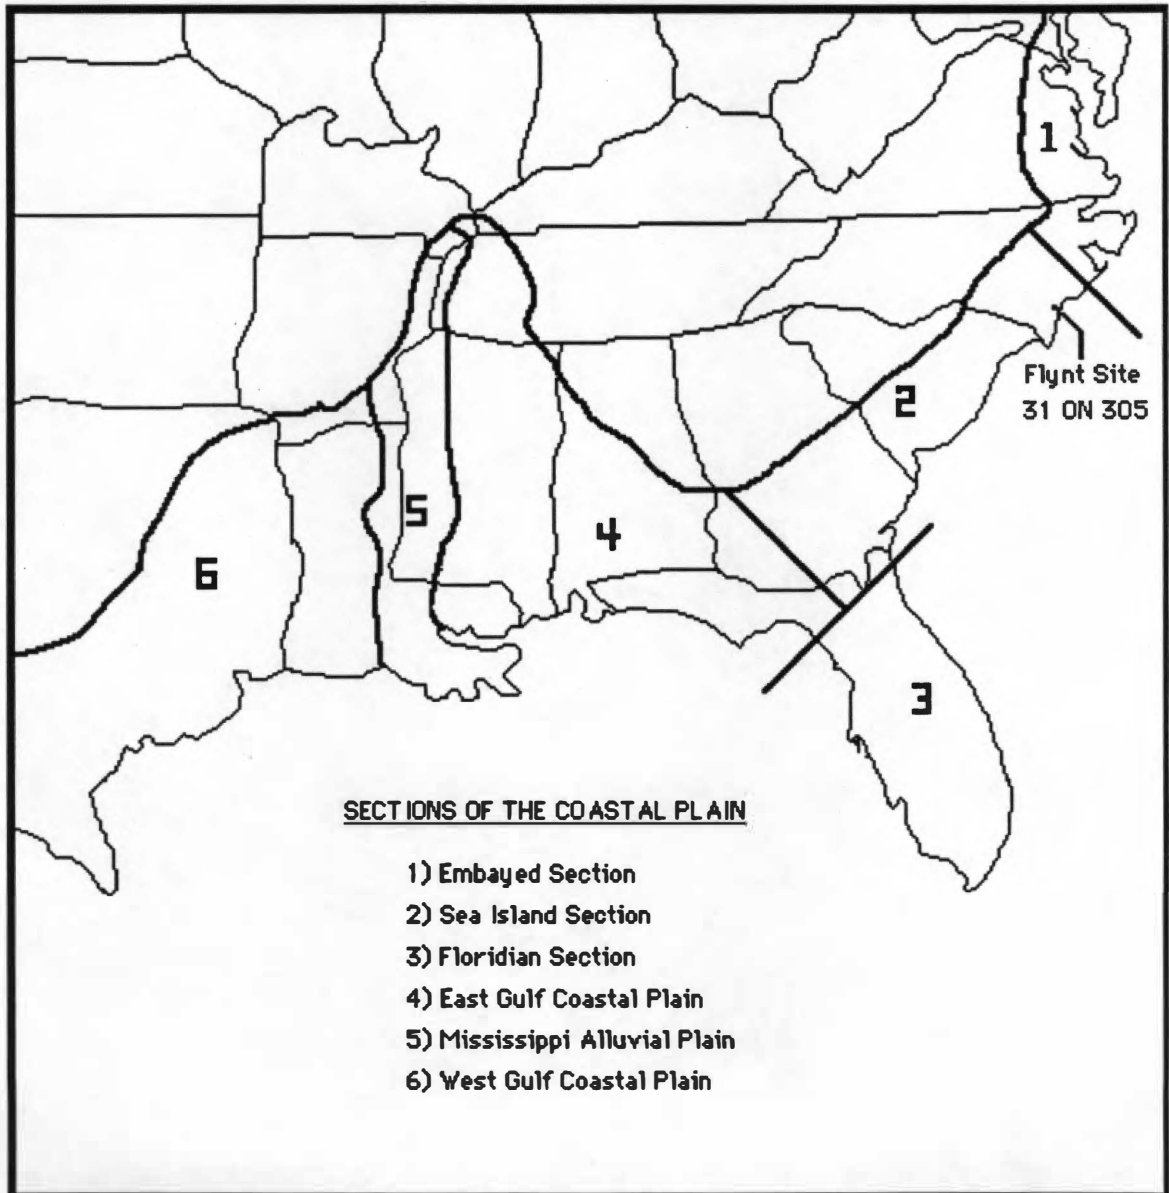 1
Flynt Site
31 ON 305
2
5
4
6
3
SECTIONS OF THE COASTAL PLAIN
1) Embayed Section
2) Sea Island Section
3) Floridian Section
4) East Gulf Coastal Plain
5) Mississippi Alluvial Plain
6) West Gulf Coastal Plain